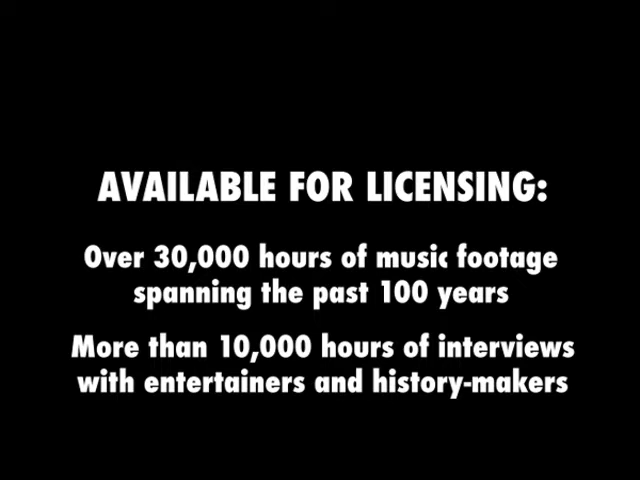 AVAILABLE FOR LICENSING:
Over 30,000 hours of music footage
spanning the past 100 years
More than 10,000 hours of interviews
with entertainers and history-makers